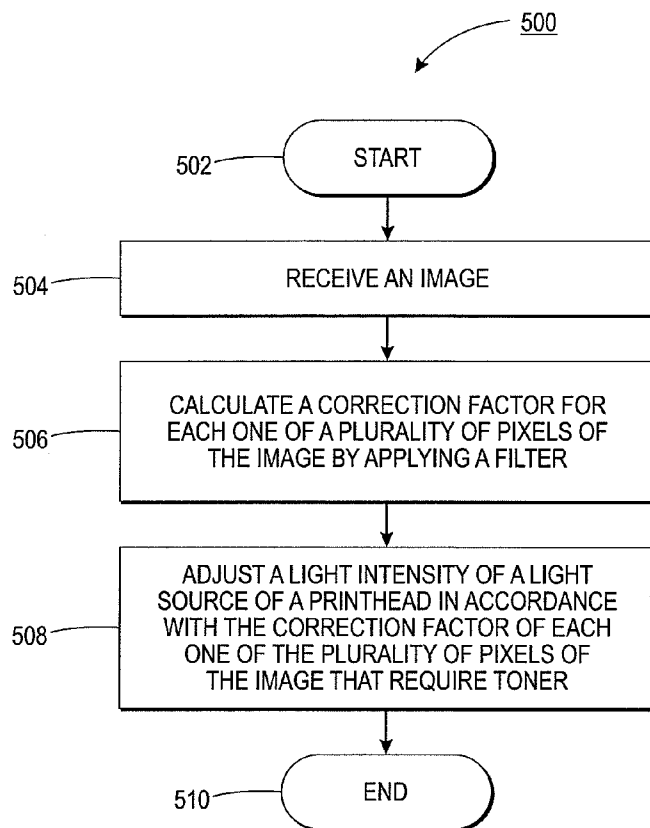 500
502
START
504
RECEIVE AN IMAGE
506
CALCULATE A CORRECTION FACTOR FOR
EACH ONE OF A PLURALITY OF PIXELS OF
THE IMAGE BY APPLYING A FILTER
508
ADJUST A LIGHT INTENSITY OF A LIGHT
SOURCE OF A PRINTHEAD IN ACCORDANCE
WITH THE CORRECTION FACTOR OF EACH
ONE OF THE PLURALITY OF PIXELS OF
THE IMAGE THAT REQUIRE TONER
510
END